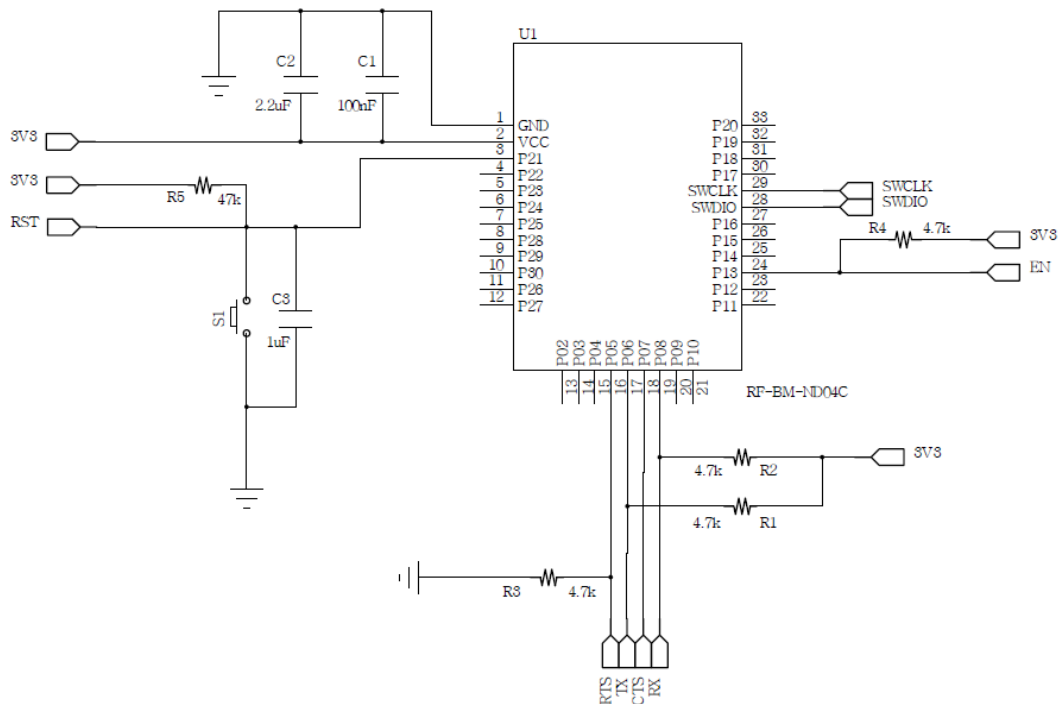 U1
C2
C1
2.2uF
100nF
3V3
3V3
R5
47k
RST
S1
C3
1uF
1
2
3
4
5
6
7
8
9
10
11
12
GND
VCC
P21
P22
P23
P24
P25
P28
P29
P30
P26
P27
P20
P19
P18
P17
SWCLK
SWDIO
P16
P15
P14
P13
P12
P11
33
32
31
30
29
28
27
26
25
24
23
22
SWCLK
SWDIO
R4
4.7k
3V3
EN
P02
P03
P04
P05
P06
P07
P08
P09
P10
13
14
15
16
17
18
19
20
21
RF-BM-ND04C
4.7k
R2
3V3
4.7k
R1
R3
4.7k
RTS
TX
CTS
RX